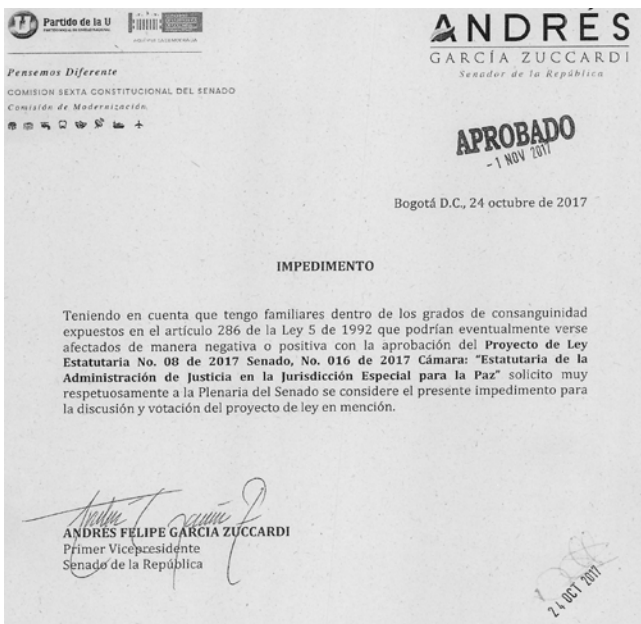 Partido de la U
Pensemos Diferente
COMISION SEXTA CONSTITUCIONAL DEL SENADO
Comisión de Modernización.
ANDRÉS
GARCÍA ZUCCARDI
Senador de la República
APROBADO
- 1 NOV 2017
Bogotá D.C., 24 octubre de 2017
IMPEDIMENTO
Teniendo en cuenta que tengo familiares dentro de los grados de consanguinidad
expuestos en el artículo 286 de la Ley 5 de 1992 que podrían eventualmente verse
afectados de manera negativa o positiva con la aprobación del Proyecto de Ley
Estatutaria No. 08 de 2017 Senado, No. 016 de 2017 Cámara: "Estatutaria de la
Administración de Justicia en la Jurisdicción Especial para la Paz" solicito muy
respetuosamente a la Plenaria del Senado se considere el presente impedimento para
la discusión y votación del proyecto de ley en mención.
ANDRÉS FELIPE GARCÍA ZUCCARDI
Primer Vicepresidente
Senado de la República
24 OCT 2017